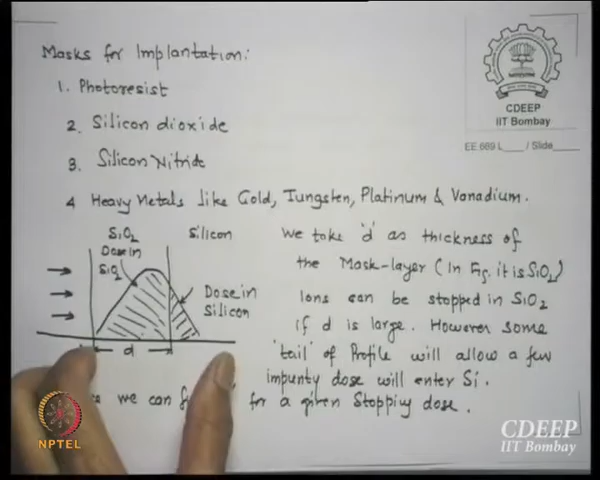 Masks for Implantation:
CDEEP
IIT Bombay
EE 669 L____ / Slide____
1. Photoresist
2. Silicon dioxide
3. Silicon Nitride
4 Heavy Metals like Gold, Tungsten, Platinum & Vanadium.
SiO2 Silicon
Dose in
SiO2
Dose in
Silicon
d
We take 'd' as thickness of
the Mask-layer (In Fig. it is SiO2)
Ions can be stopped in SiO2
if d is large. However some
'tail' of Profile will allow a few
impurity dose will enter Si.
we can for a given Stopping dose.
NPTEL
CDEEP
IIT Bombay